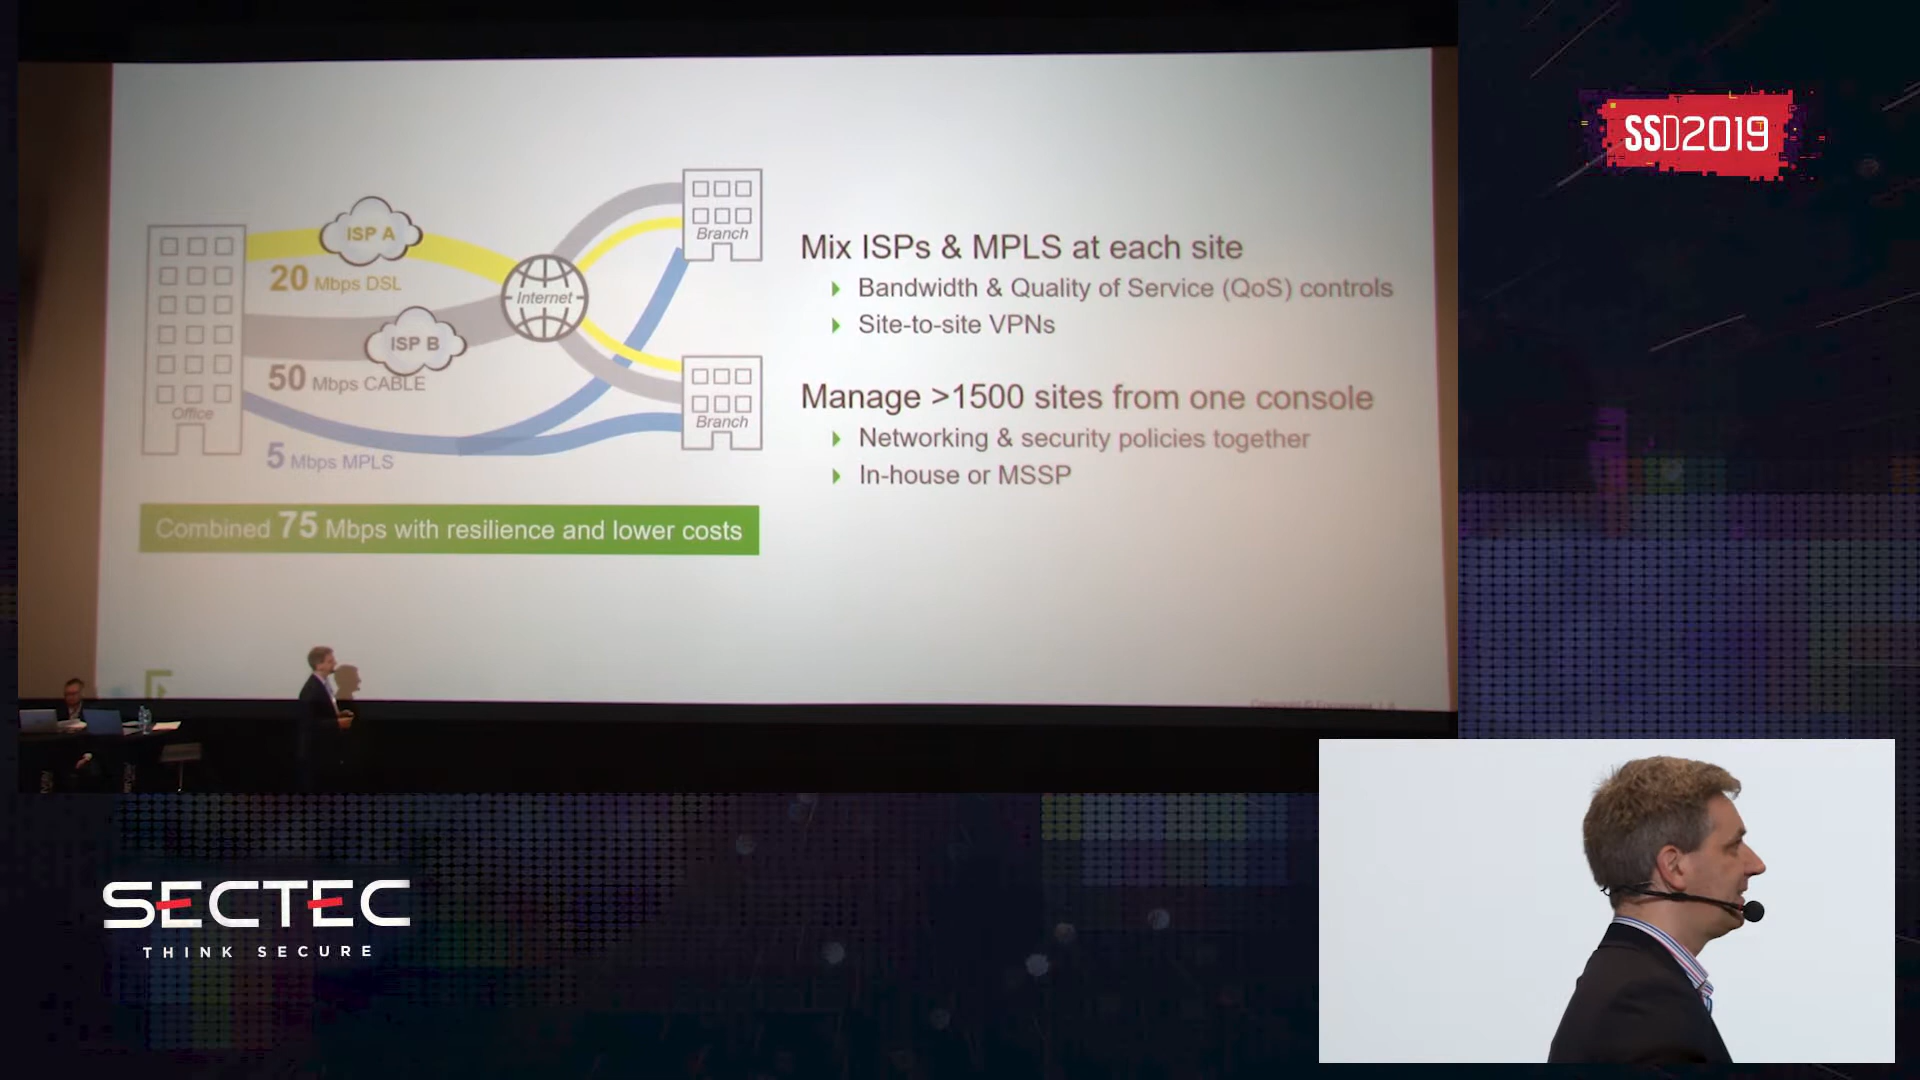 SSD2019
ISP A
20 Mbps DSL
ISP B
50 Mbps CABLE
5 Mbps MPLS
Office
Internet
Branch
Branch
Combined 75 Mbps with resilience and lower costs
Mix ISPs & MPLS at each site
Bandwidth & Quality of Service (QoS) controls
Site-to-site VPNs
Manage >1500 sites from one console
Networking & security policies together
In-house or MSSP
SECTEC
THINK SECURE